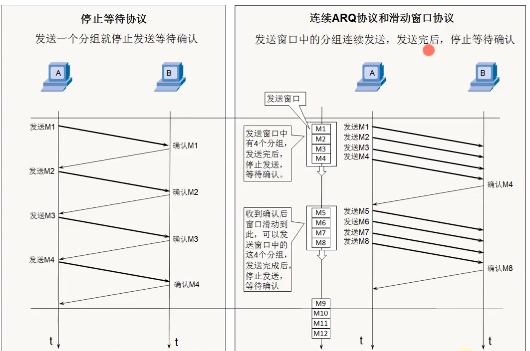 停止等待协议
发送一个分组就停止发送等待确认
A
B
发送M1
确认M1
发送M2
确认M2
发送M3
确认M3
发送M4
确认M4
t
t
连续ARQ协议和滑动窗口协议
发送窗口中的分组连续发送，发送完后，停止等待确认
A
B
发送窗口
发送窗口中
有4个分组，
发送完后，
停止发送，
等待确认。
M1
M2
M3
M4
发送M1
发送M2
发送M3
发送M4
确认M4
收到确认后
窗口滑动到
此，可以发
送窗口中的
这4个分组，
发送完成后，
停止发送，
等待确认
M5
M6
M7
M8
发送M5
发送M6
发送M7
发送M8
确认M8
M9
M10
M11
M12
t
t